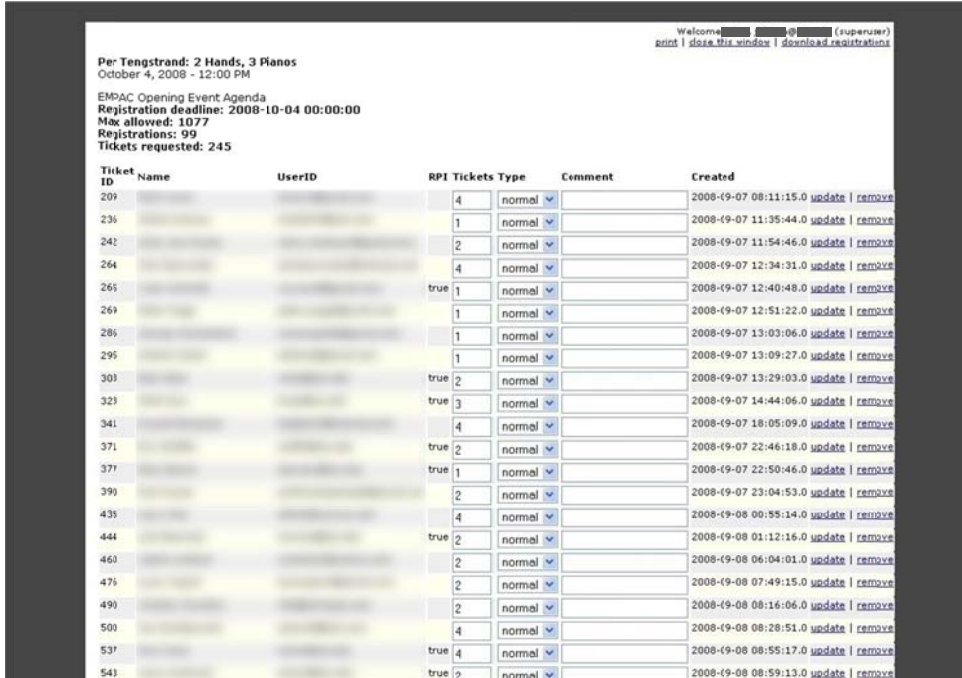 Welcome @ (superuser)
print | close this window | download registrations
Per Tengstrand: 2 Hands, 3 Pianos
October 4, 2008 - 12:00 PM
EMPAC Opening Event Agenda
Registration deadline: 2008-10-04 00:00:00
Max allowed: 1077
Registrations: 99
Tickets requested: 245
Ticket ID Name UserID RPI Tickets Type Comment Created
209 4 normal 2008-09-07 08:11:15.0 update | remove
236 1 normal 2008-09-07 11:35:44.0 update | remove
242 2 normal 2008-09-07 11:54:46.0 update | remove
264 4 normal 2008-09-07 12:34:31.0 update | remove
265 true 1 normal 2008-09-07 12:40:48.0 update | remove
269 1 normal 2008-09-07 12:51:22.0 update | remove
286 1 normal 2008-09-07 13:03:06.0 update | remove
295 1 normal 2008-09-07 13:09:27.0 update | remove
303 true 2 normal 2008-09-07 13:29:03.0 update | remove
323 true 3 normal 2008-09-07 14:44:06.0 update | remove
341 4 normal 2008-09-07 18:05:09.0 update | remove
371 true 2 normal 2008-09-07 22:46:18.0 update | remove
377 true 1 normal 2008-09-07 22:50:46.0 update | remove
390 2 normal 2008-09-07 23:04:53.0 update | remove
435 4 normal 2008-09-08 00:55:14.0 update | remove
444 true 2 normal 2008-09-08 01:12:16.0 update | remove
460 2 normal 2008-09-08 06:04:01.0 update | remove
476 2 normal 2008-09-08 07:49:15.0 update | remove
490 2 normal 2008-09-08 08:16:06.0 update | remove
500 4 normal 2008-09-08 08:28:51.0 update | remove
537 true 4 normal 2008-09-08 08:55:17.0 update | remove
543 true 2 normal 2008-09-08 08:59:13.0 update | remove